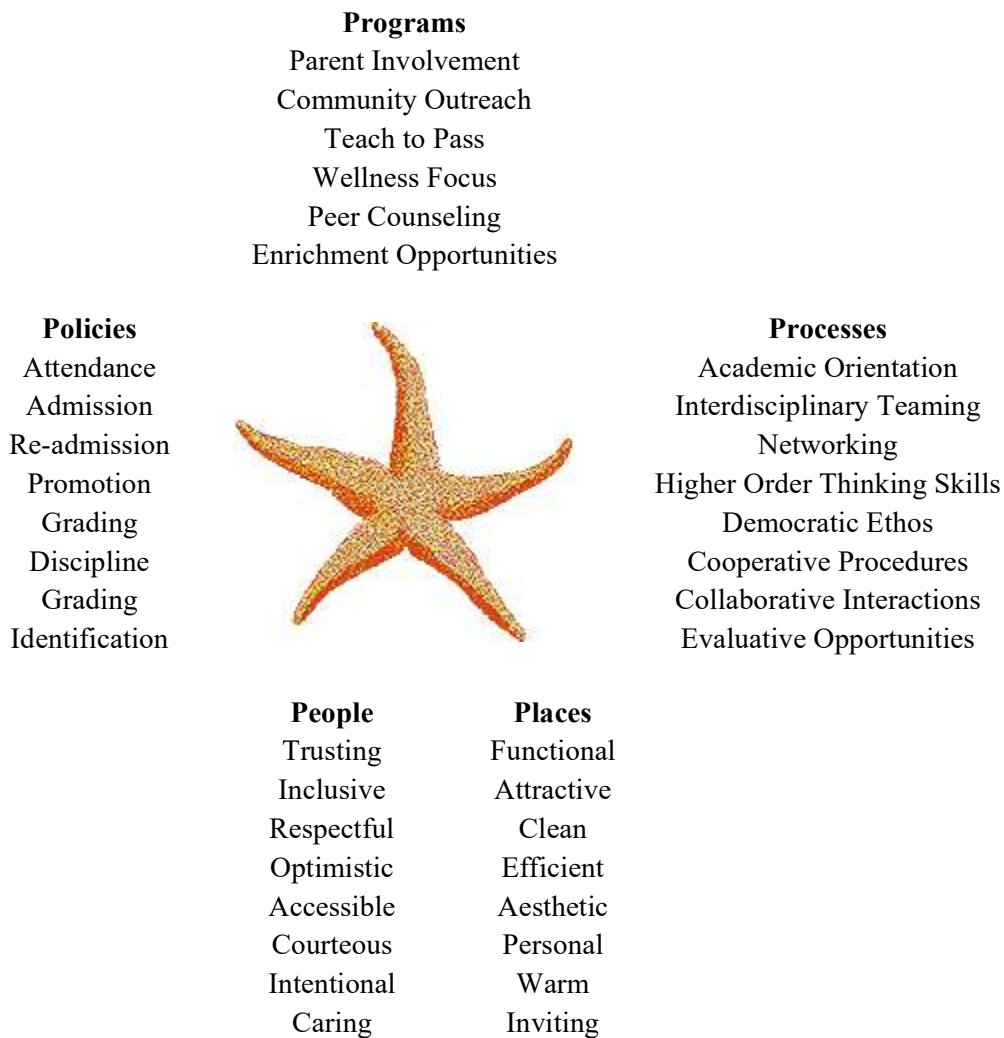 Programs
Parent Involvement
Community Outreach
Teach to Pass
Wellness Focus
Peer Counseling
Enrichment Opportunities
Policies
Attendance
Admission
Re-admission
Promotion
Grading
Discipline
Grading
Identification
Processes
Academic Orientation
Interdisciplinary Teaming
Networking
Higher Order Thinking Skills
Democratic Ethos
Cooperative Procedures
Collaborative Interactions
Evaluative Opportunities
People
Trusting
Inclusive
Respectful
Optimistic
Accessible
Courteous
Intentional
Caring
Places
Functional
Attractive
Clean
Efficient
Aesthetic
Personal
Warm
Inviting